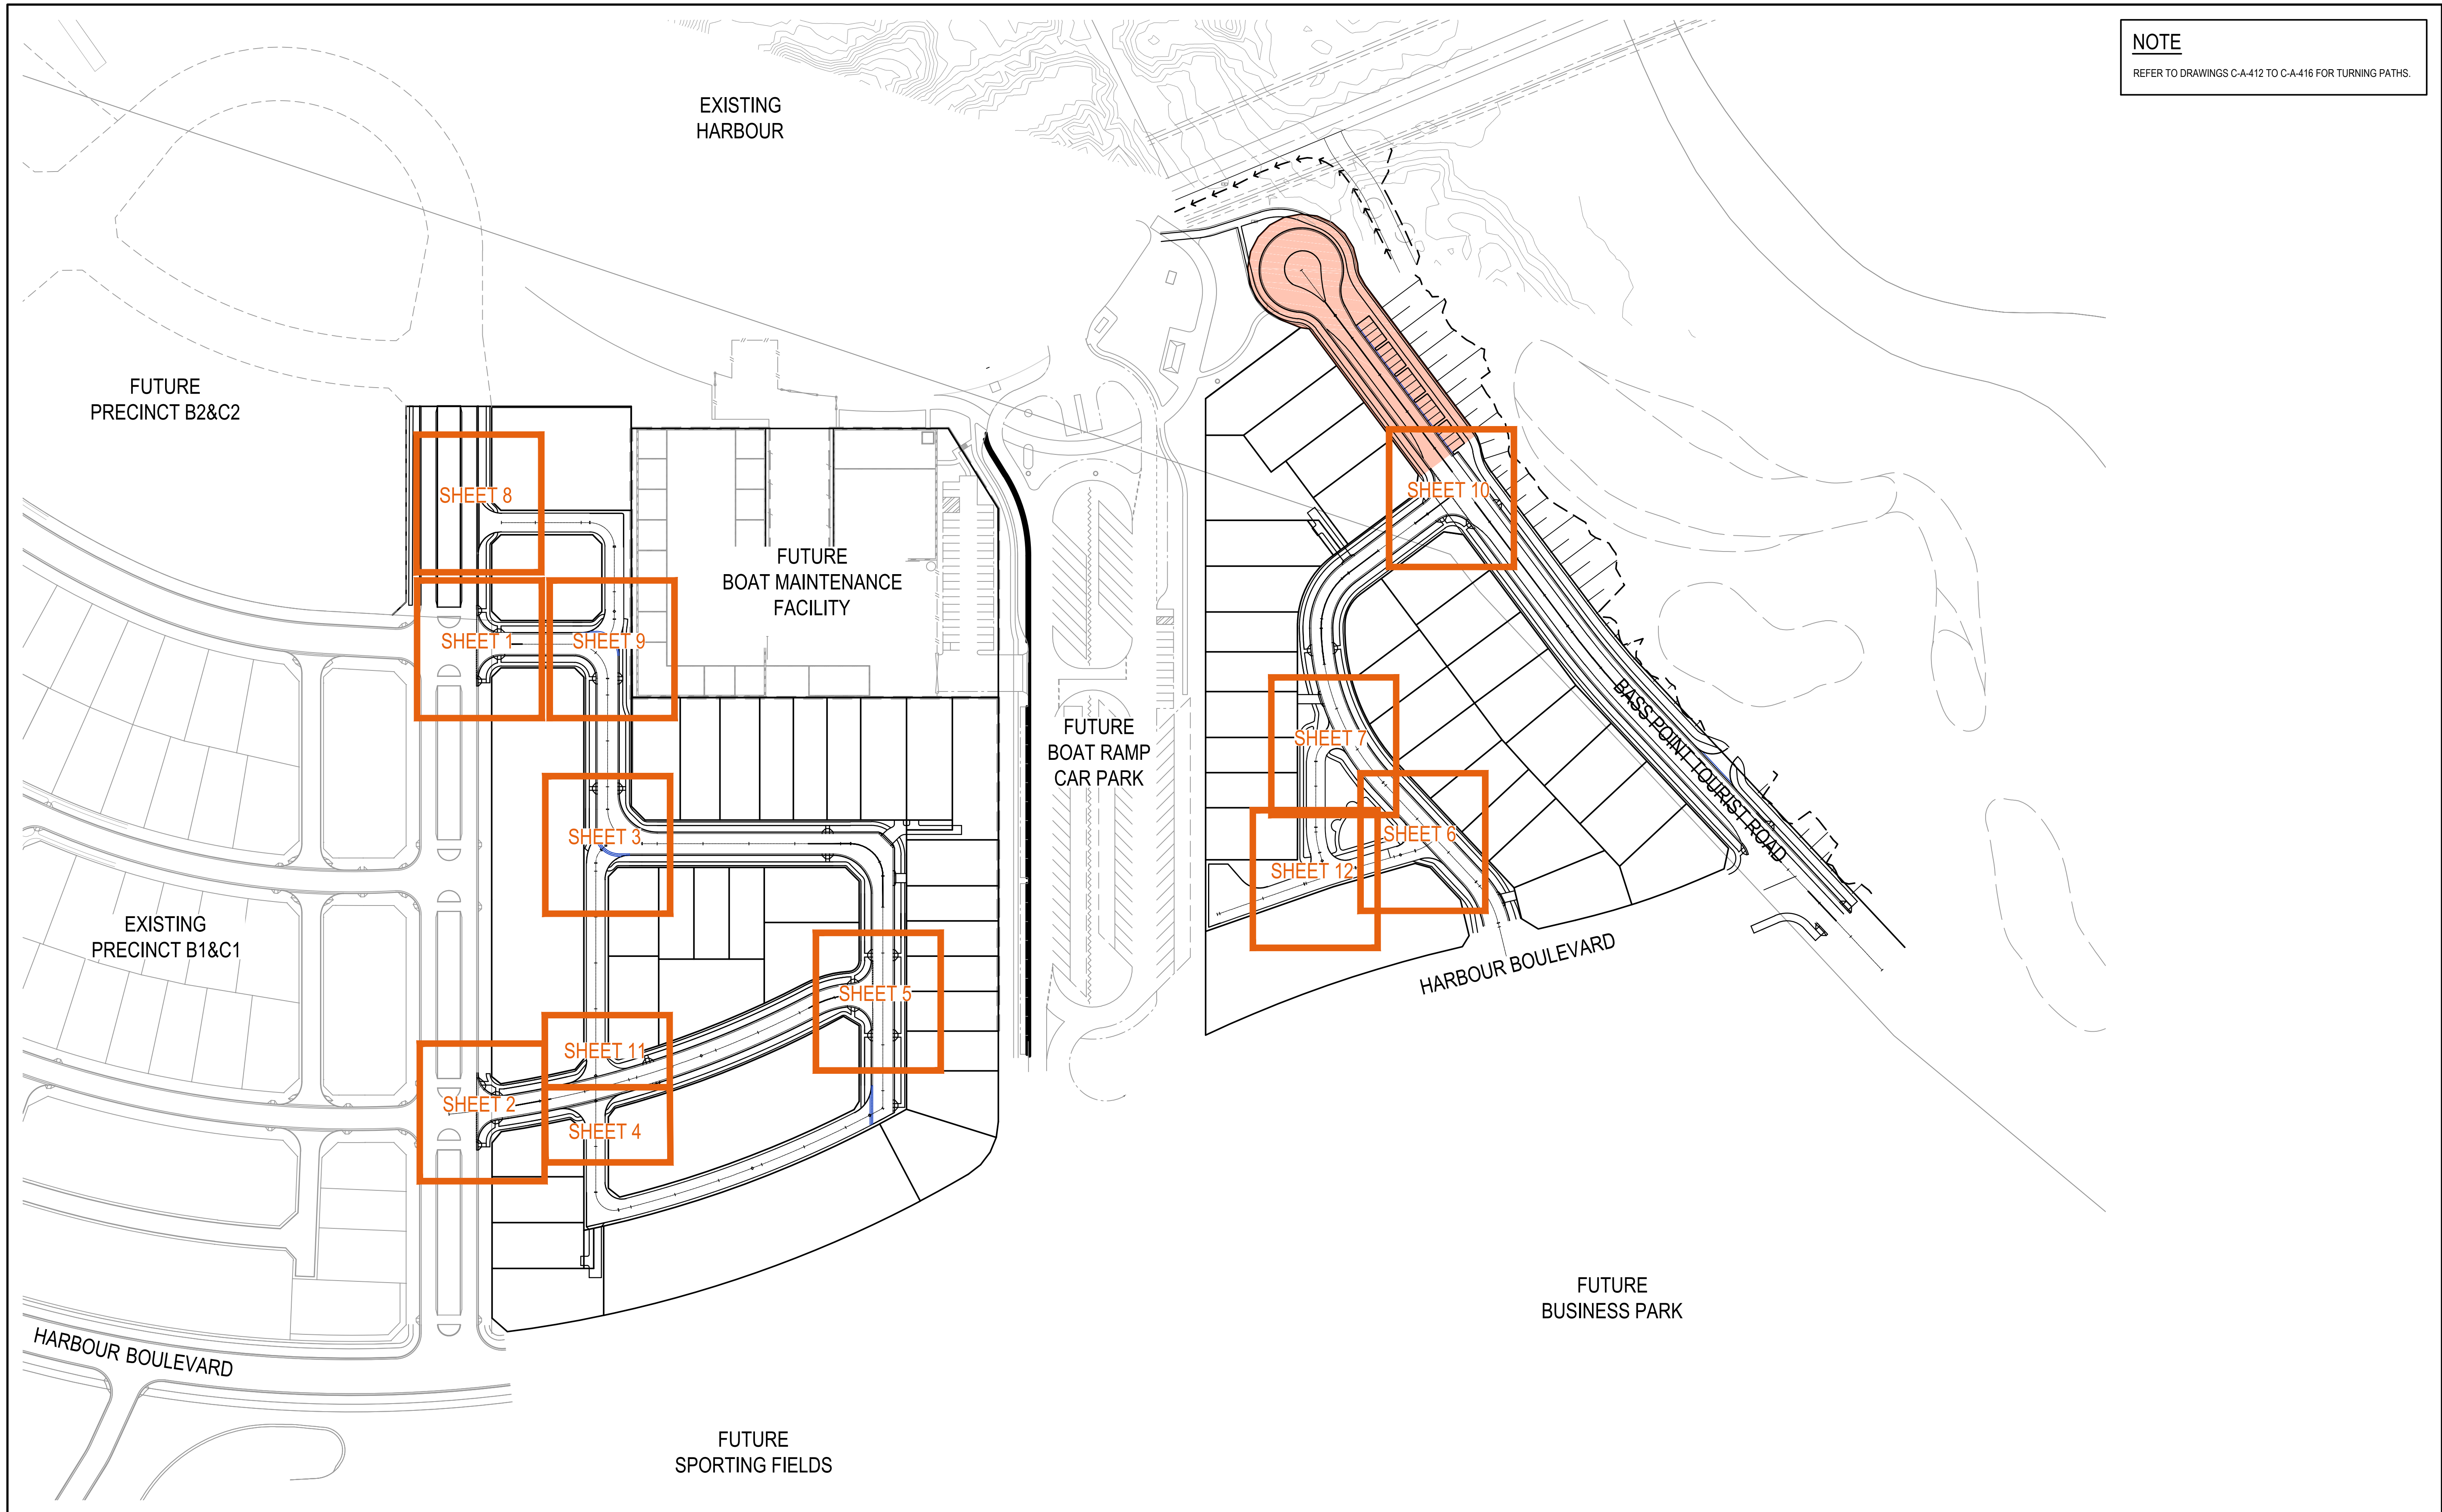 NOTE
REFER TO DRAWINGS C-A-412 TO C-A-416 FOR TURNING PATHS.
EXISTING
HARBOUR
FUTURE
PRECINCT B2&C2
SHEET 8
SHEET 10
FUTURE
BOAT MAINTENANCE
FACILITY
SHEET 1
SHEET 9
BASS POINT TOURIST ROAD
FUTURE
BOAT RAMP
CAR PARK
SHEET 7
SHEET 3
SHEET 6
SHEET 12
EXISTING
PRECINCT B1&C1
HARBOUR BOULEVARD
SHEET 5
SHEET 11
SHEET 2
SHEET 4
FUTURE
BUSINESS PARK
HARBOUR BOULEVARD
FUTURE
SPORTING FIELDS